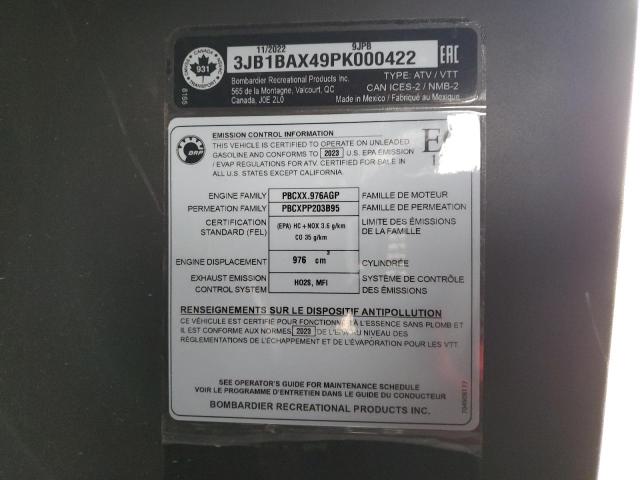 11/2022 9JPB
3JB1BAX49PK000422
CANADA
931
TRANSPORT
8165
EAC
Bombardier Recreational Products Inc.
565 de la Montagne, Valcourt, QC
Canada, J0E 2L0
TYPE: ATV / VTT
CAN ICES-2 / NMB-2
Made in Mexico / Fabriqué au Mexique
BRP
EMISSION CONTROL INFORMATION
THIS VEHICLE IS CERTIFIED TO OPERATE ON UNLEADED
GASOLINE AND CONFORMS TO 2023 U.S. EPA EMISSION
/ EVAP REGULATIONS FOR ATV. CERTIFIED FOR SALE IN
ALL U.S. STATES EXCEPT CALIFORNIA.
ENGINE FAMILY PBCXX.976AGP FAMILLE DE MOTEUR
PERMEATION FAMILY PBCXPP203B95 FAMILLE DE PERMEATION
CERTIFICATION STANDARD (FEL) (EPA) HC + NOX 3.6 g/km CO 35 g/km LIMITE DES ÉMISSIONS DE LA FAMILLE
ENGINE DISPLACEMENT 976 cm3 CYLINDRÉE
EXHAUST EMISSION CONTROL SYSTEM HO2S, MFI SYSTÈME DE CONTRÔLE DES ÉMISSIONS
RENSEIGNEMENTS SUR LE DISPOSITIF ANTIPOLLUTION
CE VÉHICULE EST CERTIFIÉ POUR FONCTIONNER À L'ESSENCE SANS PLOMB ET
IL EST CONFORME AUX NORMES 2023 DE L'EPA AU NIVEAU DES
RÉGLEMENTATIONS DE L'ÉCHAPPEMENT ET DE L'ÉVAPORATION POUR LES VTT.
SEE OPERATOR'S GUIDE FOR MAINTENANCE SCHEDULE
VOIR LE PROGRAMME D'ENTRETIEN DANS LE GUIDE DU CONDUCTEUR
BOMBARDIER RECREATIONAL PRODUCTS INC.
704909177